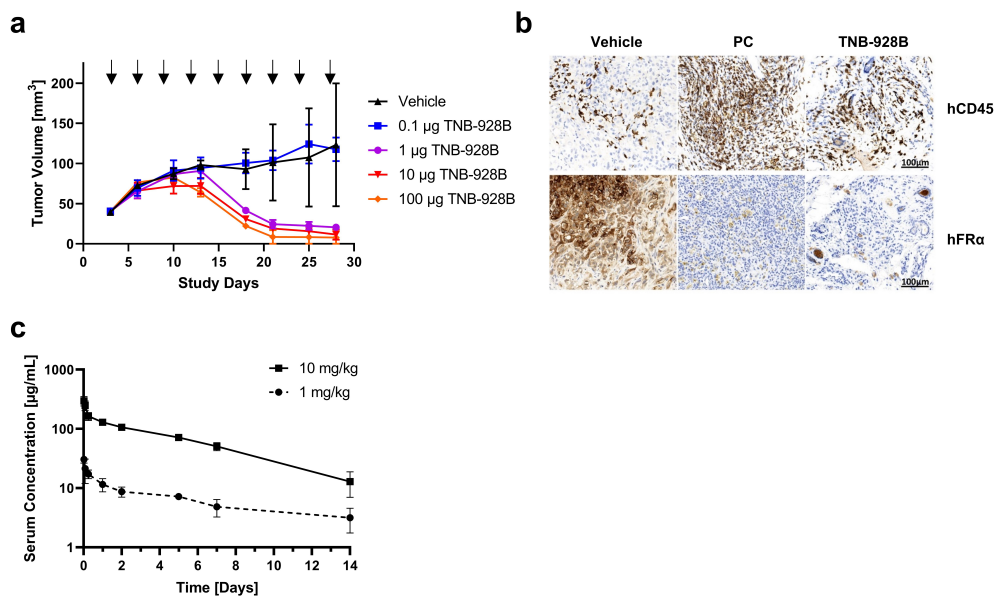 a
Tumor Volume [mm³]
200
150
100
50
0
0 5 10 15 20 25 30
Study Days
Vehicle
0.1 µg TNB-928B
1 µg TNB-928B
10 µg TNB-928B
100 µg TNB-928B
b
Vehicle PC TNB-928B
hCD45
100µm
hFRα
100µm
c
Serum Concentration [µg/mL]
1000
100
10
1
0 2 4 6 8 10 12 14
Time [Days]
10 mg/kg
1 mg/kg